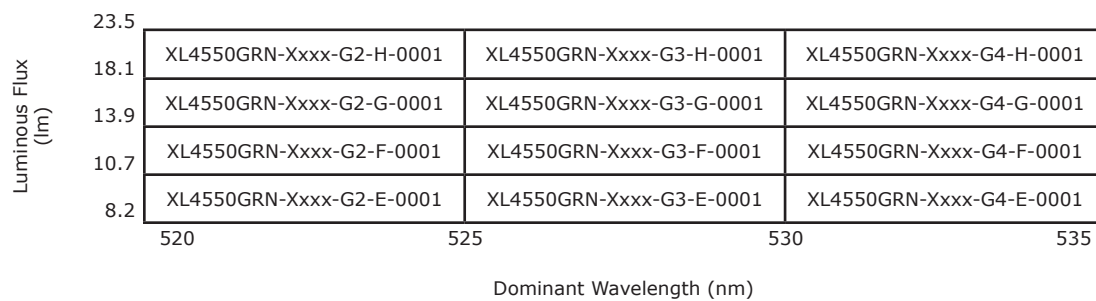 23.5
XL4550GRN-Xxxx-G2-H-0001 XL4550GRN-Xxxx-G3-H-0001 XL4550GRN-Xxxx-G4-H-0001
18.1
XL4550GRN-Xxxx-G2-G-0001 XL4550GRN-Xxxx-G3-G-0001 XL4550GRN-Xxxx-G4-G-0001
13.9
XL4550GRN-Xxxx-G2-F-0001 XL4550GRN-Xxxx-G3-F-0001 XL4550GRN-Xxxx-G4-F-0001
10.7
XL4550GRN-Xxxx-G2-E-0001 XL4550GRN-Xxxx-G3-E-0001 XL4550GRN-Xxxx-G4-E-0001
8.2
Luminous Flux
(lm)
520 525 530 535
Dominant Wavelength (nm)